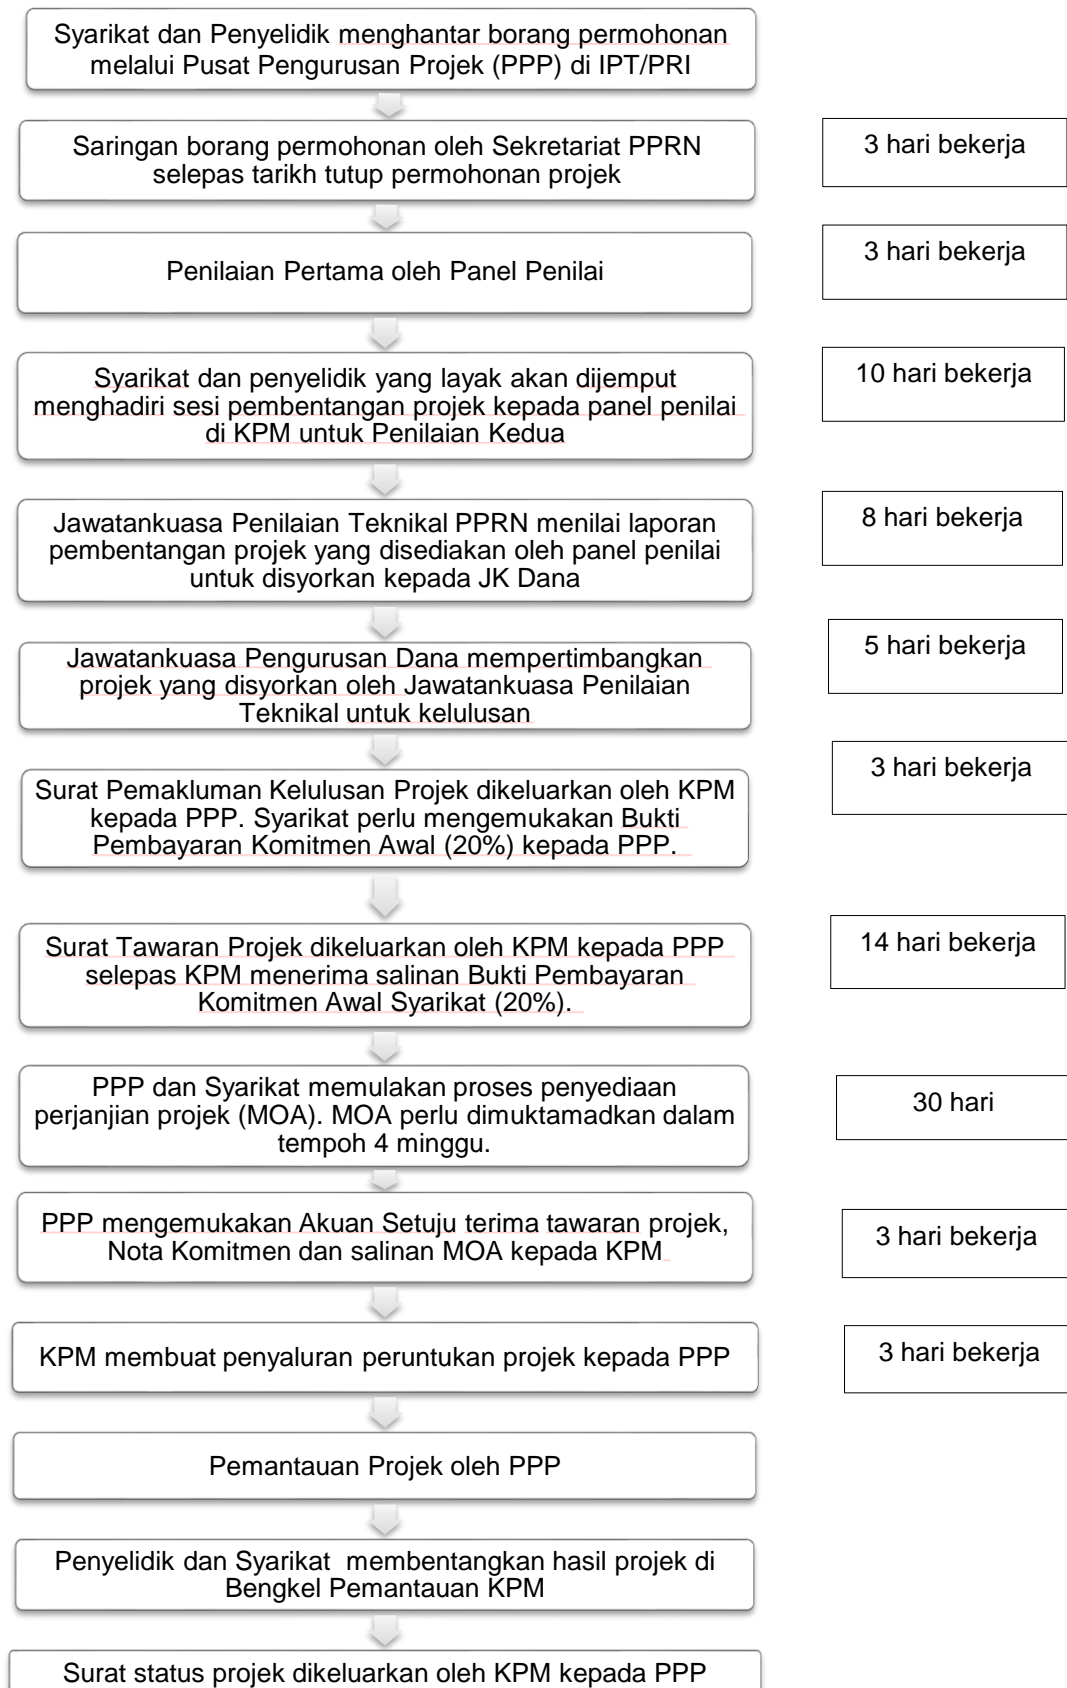 Syarikat dan Penyelidik menghantar borang permohonan
melalui Pusat Pengurusan Projek (PPP) di IPT/PRI
Saringan borang permohonan oleh Sekretariat PPRN
selepas tarikh tutup permohonan projek
3 hari bekerja
Penilaian Pertama oleh Panel Penilai
3 hari bekerja
Syarikat dan penyelidik yang layak akan dijemput
menghadiri sesi pembentangan projek kepada panel penilai
di KPM untuk Penilaian Kedua
10 hari bekerja
Jawatankuasa Penilaian Teknikal PPRN menilai laporan
pembentangan projek yang disediakan oleh panel penilai
untuk disyorkan kepada JK Dana
8 hari bekerja
Jawatankuasa Pengurusan Dana mempertimbangkan
projek yang disyorkan oleh Jawatankuasa Penilaian
Teknikal untuk kelulusan
5 hari bekerja
Surat Pemakluman Kelulusan Projek dikeluarkan oleh KPM
kepada PPP. Syarikat perlu mengemukakan Bukti
Pembayaran Komitmen Awal (20%) kepada PPP.
3 hari bekerja
Surat Tawaran Projek dikeluarkan oleh KPM kepada PPP
selepas KPM menerima salinan Bukti Pembayaran
Komitmen Awal Syarikat (20%).
14 hari bekerja
PPP dan Syarikat memulakan proses penyediaan
perjanjian projek (MOA). MOA perlu dimuktamadkan dalam
tempoh 4 minggu.
30 hari
PPP mengemukakan Akuan Setuju terima tawaran projek,
Nota Komitmen dan salinan MOA kepada KPM
3 hari bekerja
KPM membuat penyaluran peruntukan projek kepada PPP
3 hari bekerja
Pemantauan Projek oleh PPP
Penyelidik dan Syarikat membentangkan hasil projek di
Bengkel Pemantauan KPM
Surat status projek dikeluarkan oleh KPM kepada PPP